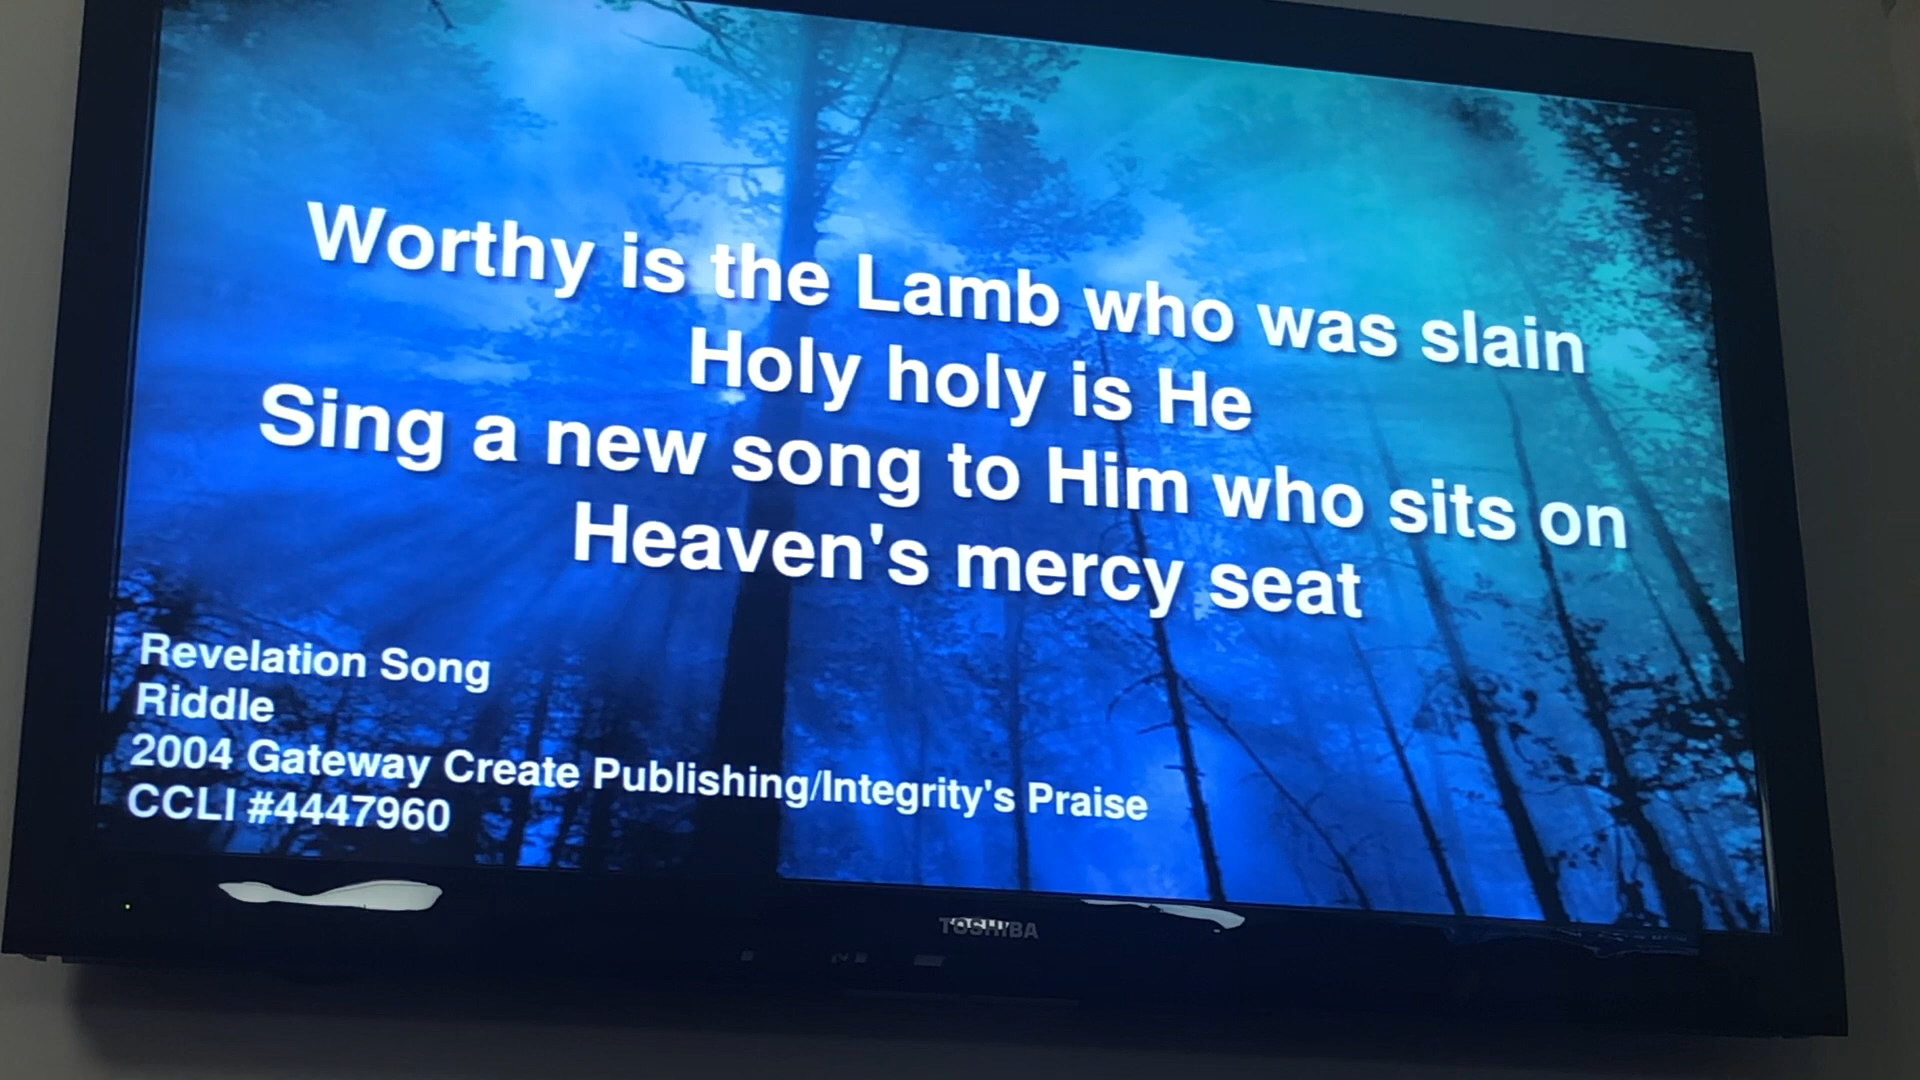 Worthy is the Lamb who was slain
Holy holy is He
Sing a new song to Him who sits on
Heaven's mercy seat
Revelation Song
Riddle
2004 Gateway Create Publishing/Integrity's Praise
CCLI #4447960
TOSHIBA